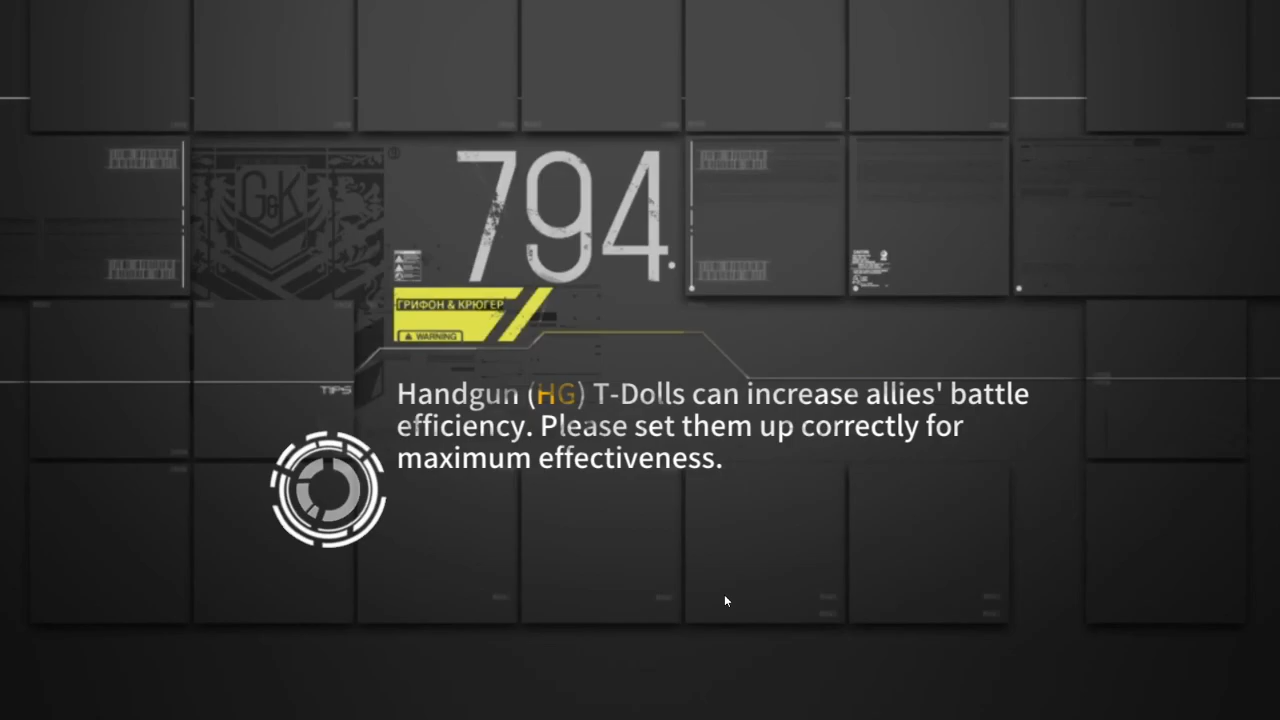 G&K
794.
ГРИФОН & КРЮГЕР
WARNING
TIPS
Handgun (HG) T-Dolls can increase allies' battle
efficiency. Please set them up correctly for
maximum effectiveness.